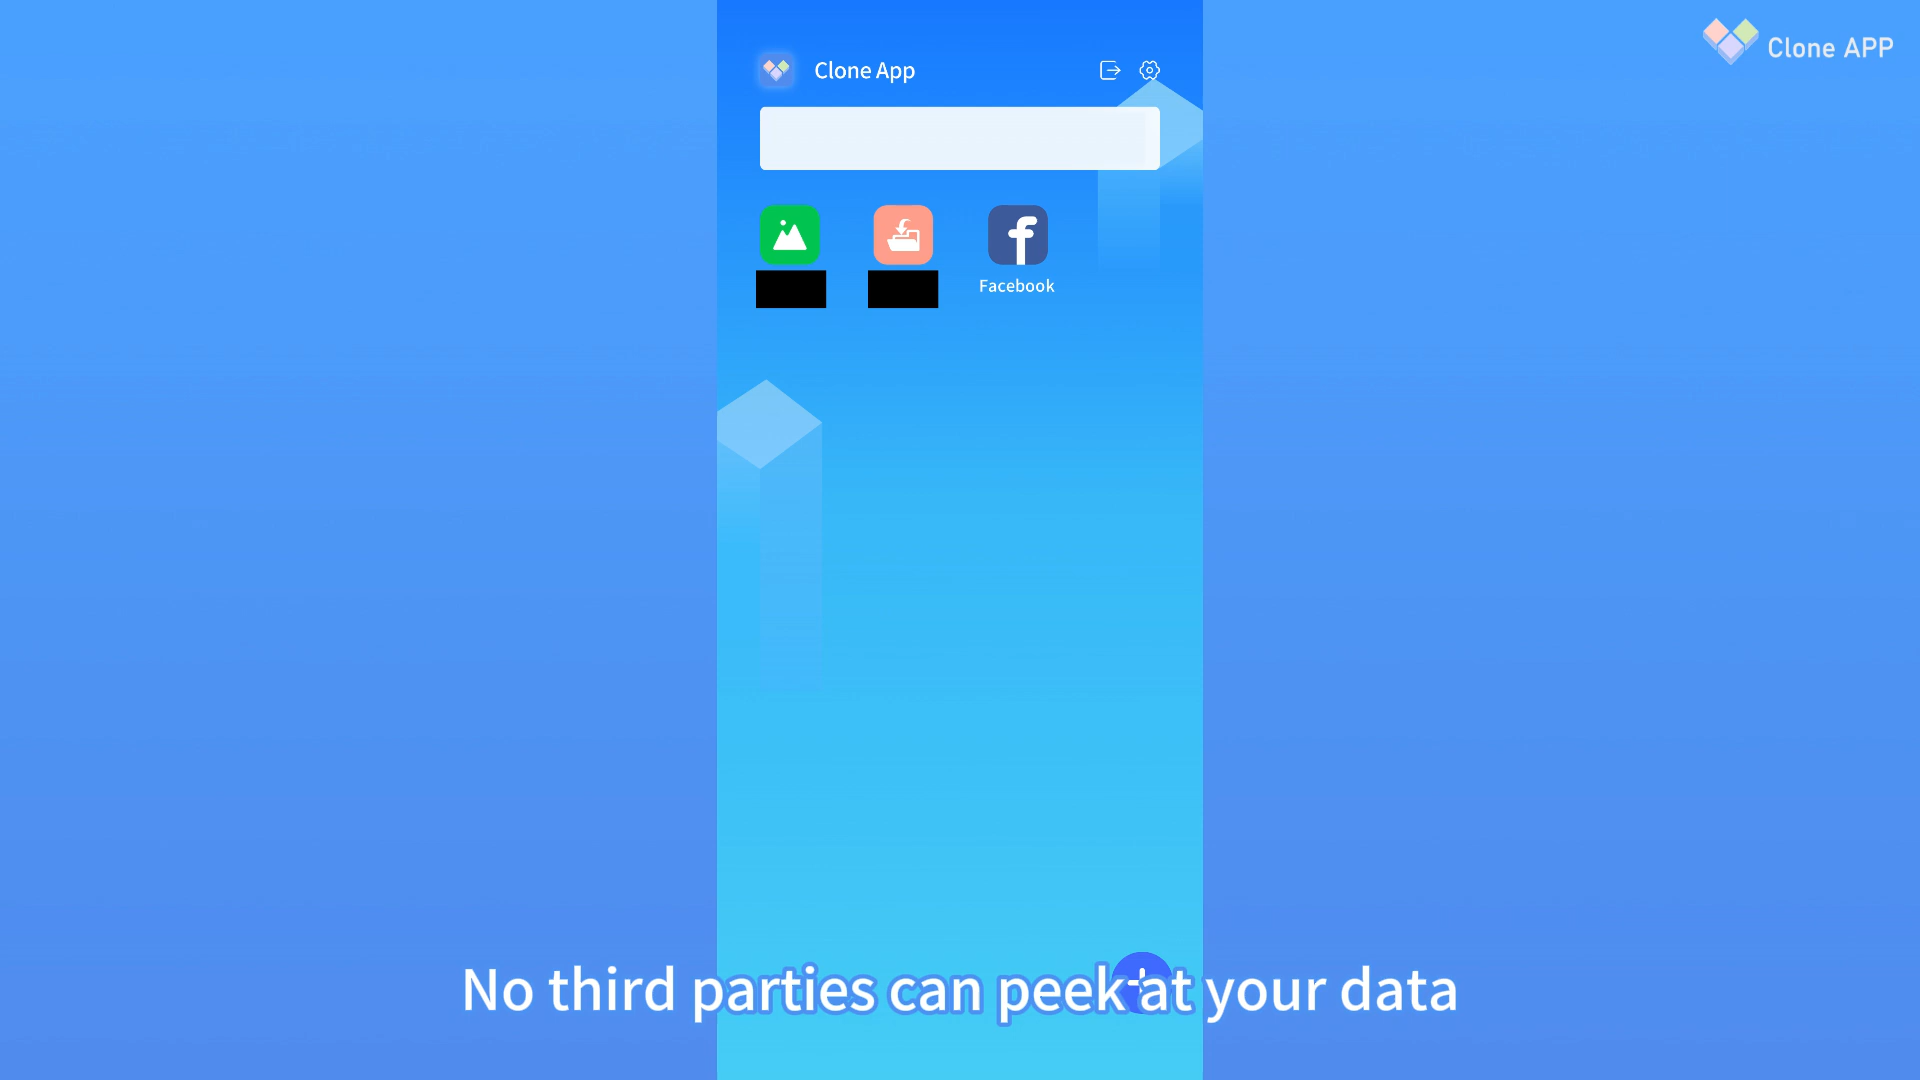 Clone APP
Clone App
Facebook
No third parties can peek at your data